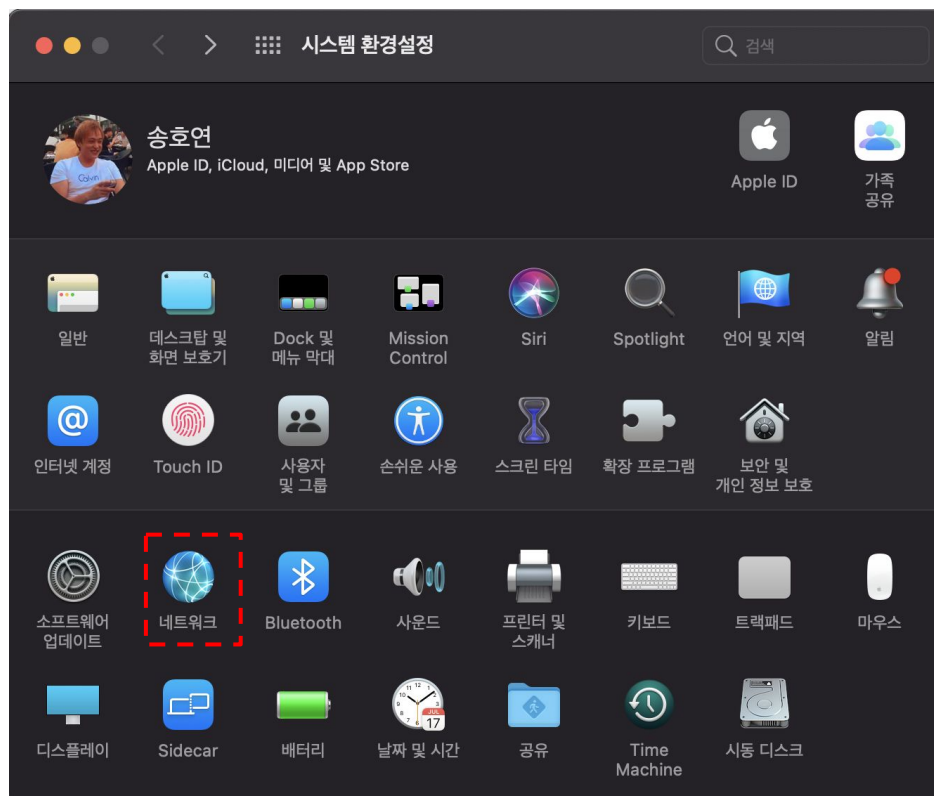 시스템 환경설정
검색
송호연
Apple ID, iCloud, 미디어 및 App Store
Apple ID
가족
공유
일반
데스크탑 및
화면 보호기
Dock 및
메뉴 막대
Mission
Control
Siri
Spotlight
언어 및 지역
알림
인터넷 계정
Touch ID
사용자
및 그룹
손쉬운 사용
스크린 타임
확장 프로그램
보안 및
개인 정보 보호
소프트웨어
업데이트
네트워크
Bluetooth
사운드
프린터 및
스캐너
키보드
트랙패드
마우스
디스플레이
Sidecar
배터리
JUL
17
날짜 및 시간
공유
Time
Machine
시동 디스크